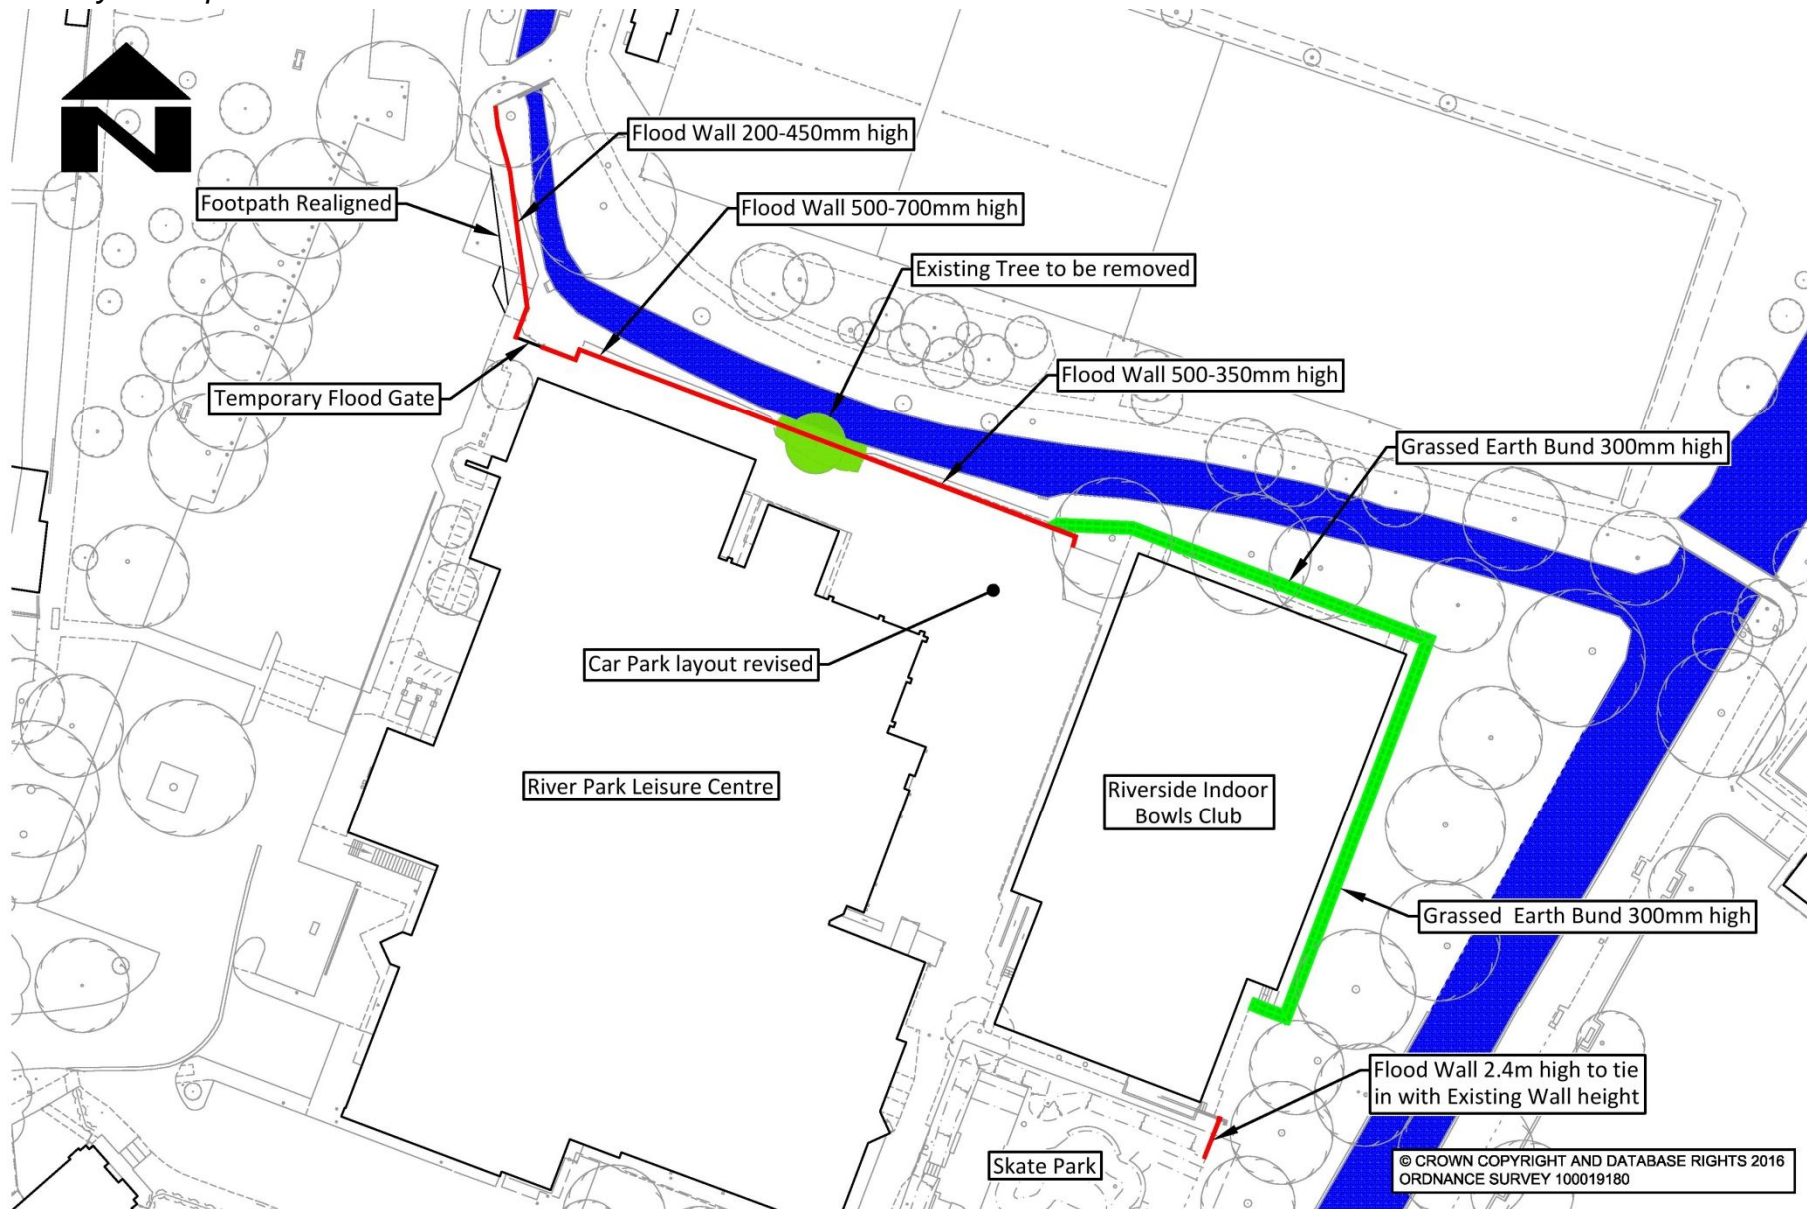 N
Flood Wall 200-450mm high
Footpath Realigned
Flood Wall 500-700mm high
Existing Tree to be removed
Temporary Flood Gate
Flood Wall 500-350mm high
Grassed Earth Bund 300mm high
Car Park layout revised
River Park Leisure Centre
Riverside Indoor
Bowls Club
Grassed Earth Bund 300mm high
Flood Wall 2.4m high to tie
in with Existing Wall height
Skate Park
© CROWN COPYRIGHT AND DATABASE RIGHTS 2016
ORDNANCE SURVEY 100019180